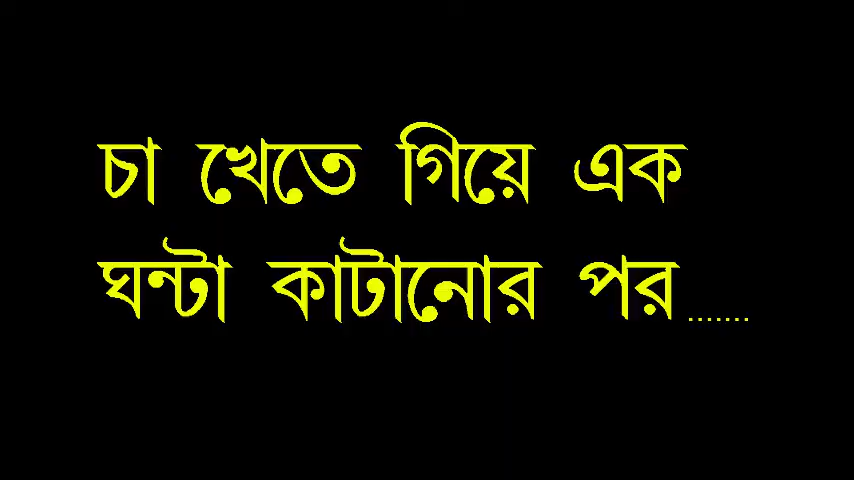 চা খেতে গিয়ে এক
ঘন্টা কাটানোর পর.......